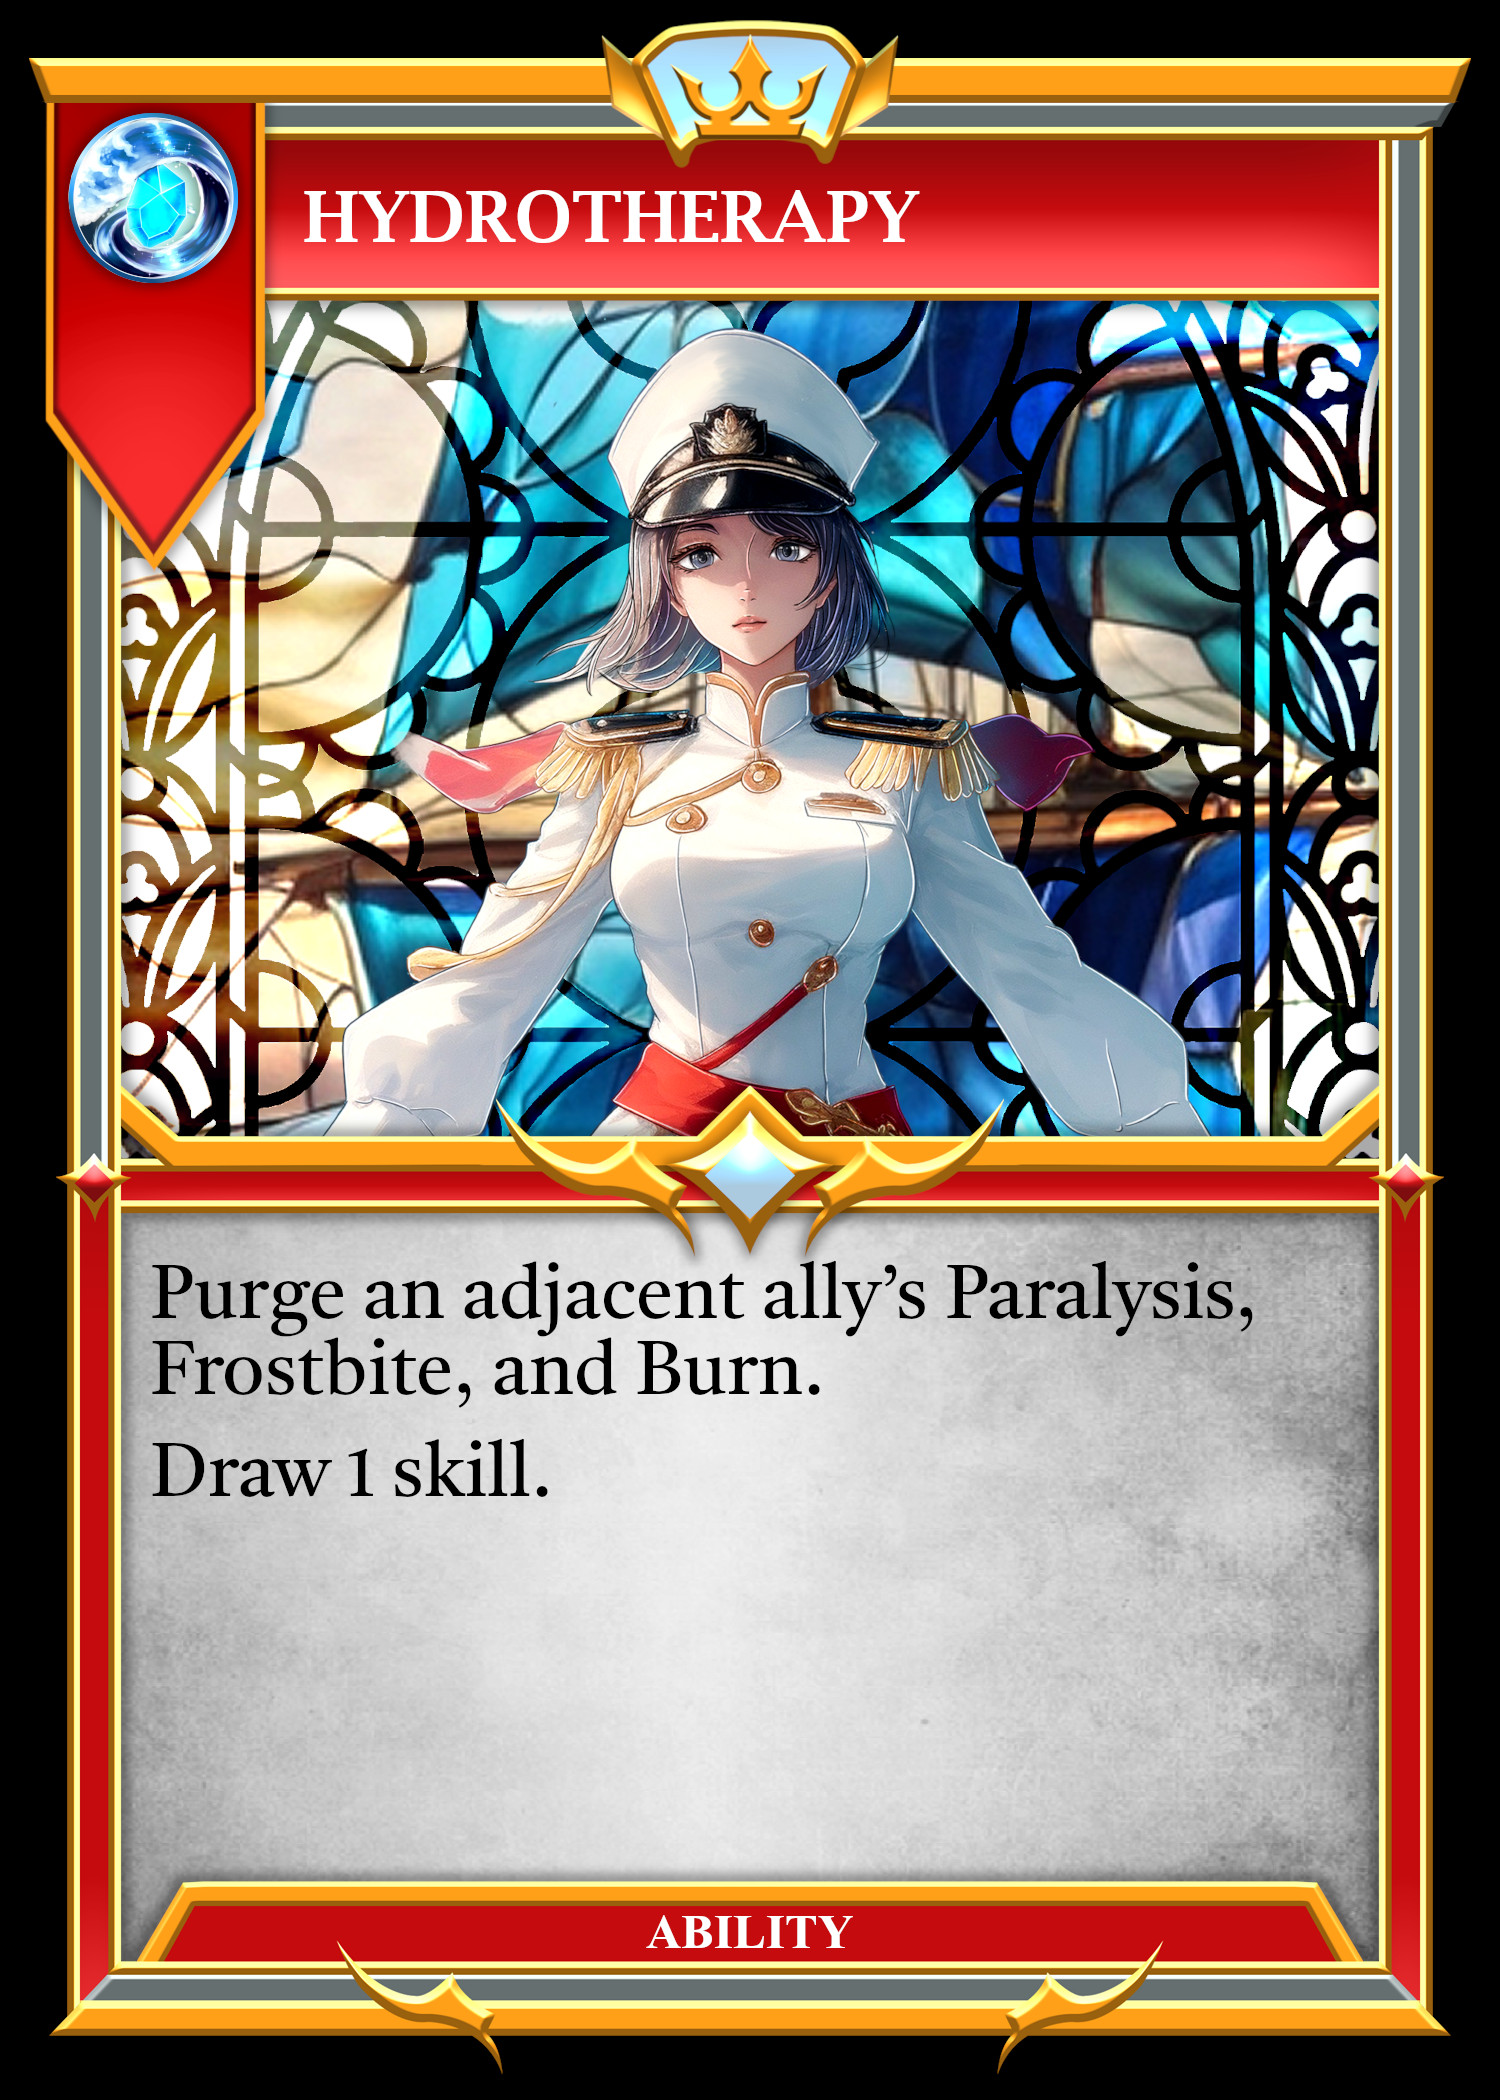 HYDROTHERAPY
Purge an adjacent ally’s Paralysis,
Frostbite, and Burn.
Draw 1 skill.
ABILITY